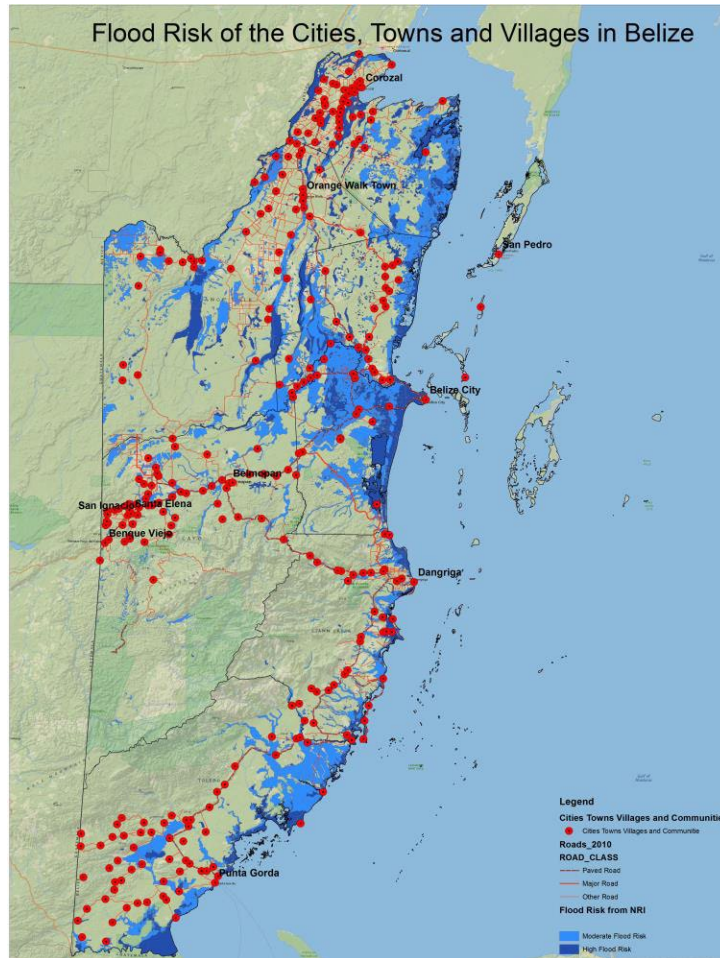 Flood Risk of the Cities, Towns and Villages in Belize
Corozal
Orange Walk Town
San Pedro
Belize City
Belmopan
San Ignacio
Santa Elena
Benque Viejo
Dangriga
Punta Gorda
Legend
Cities Towns Villages and Communitie
Cities Towns Villages and Communitie
Roads_2010
ROAD_CLASS
Paved Road
Major Road
Other Road
Flood Risk from NRI
Moderate Flood Risk
High Flood Risk